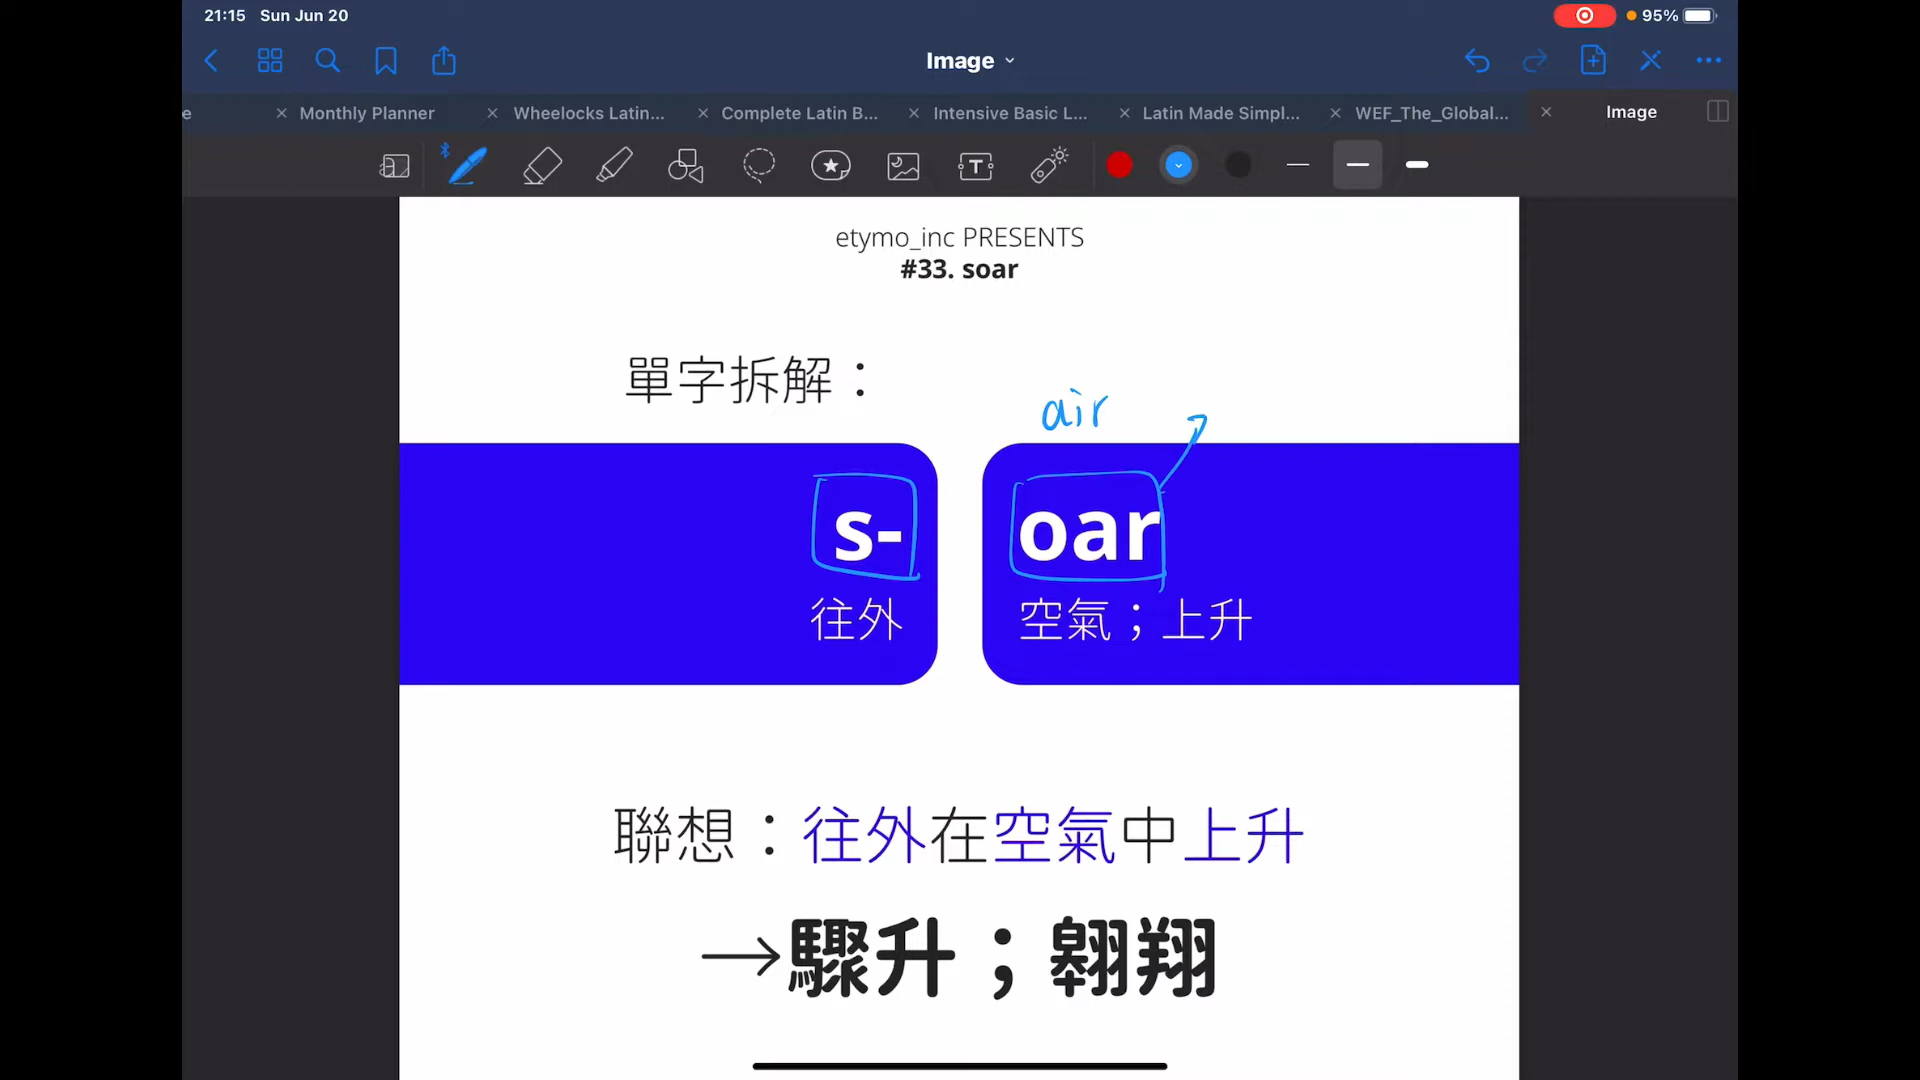 21:15 Sun Jun 20
95%
Image
e
Monthly Planner
Wheelocks Latin...
Complete Latin B...
Intensive Basic L...
Latin Made Simpl...
WEF_The_Global...
Image
etymo_inc PRESENTS
#33. soar
單字拆解：
air
s- oar
往外 空氣；上升
聯想：往外在空氣中上升
→驟升；翱翔